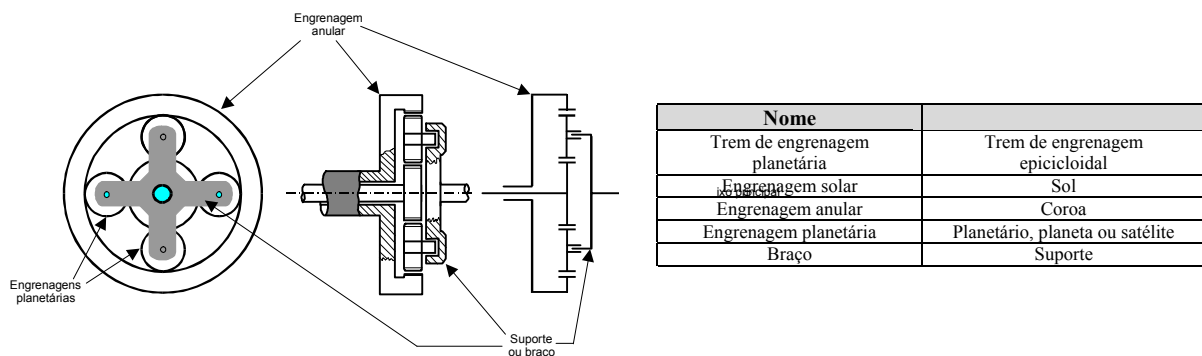 Engrenagem
anular
Engrenagens
planetárias
Suporte
ou braço
Nome
Trem de engrenagem
planetária
Trem de engrenagem
epicicloidal
Engrenagem solar
Sol
Engrenagem anular
Coroa
Engrenagem planetária
Planetário, planeta ou satélite
Braço
Suporte